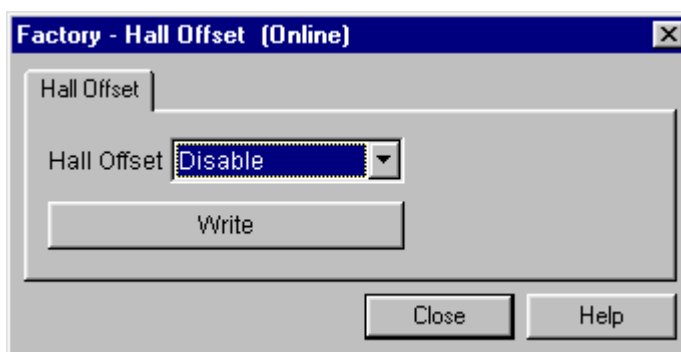 Factory - Hall Offset (Online)
Hall Offset
Hall Offset Disable
Write
Close Help